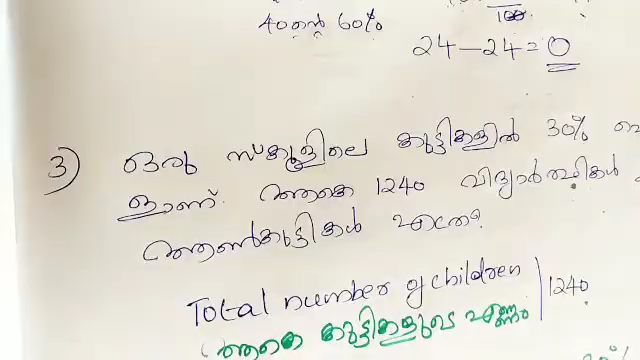 100
40ന്റെ 60%
24 - 24 = 0
3) ഒരു സ്കൂളിലെ കുട്ടികളിൽ 30%
ളാണ്. ആകെ 1240 വിദ്യാർത്ഥികൾ
ആൺകുട്ടികൾ എത്ര?
Total number of children | 1240
ആകെ കുട്ടികളുടെ എണ്ണം